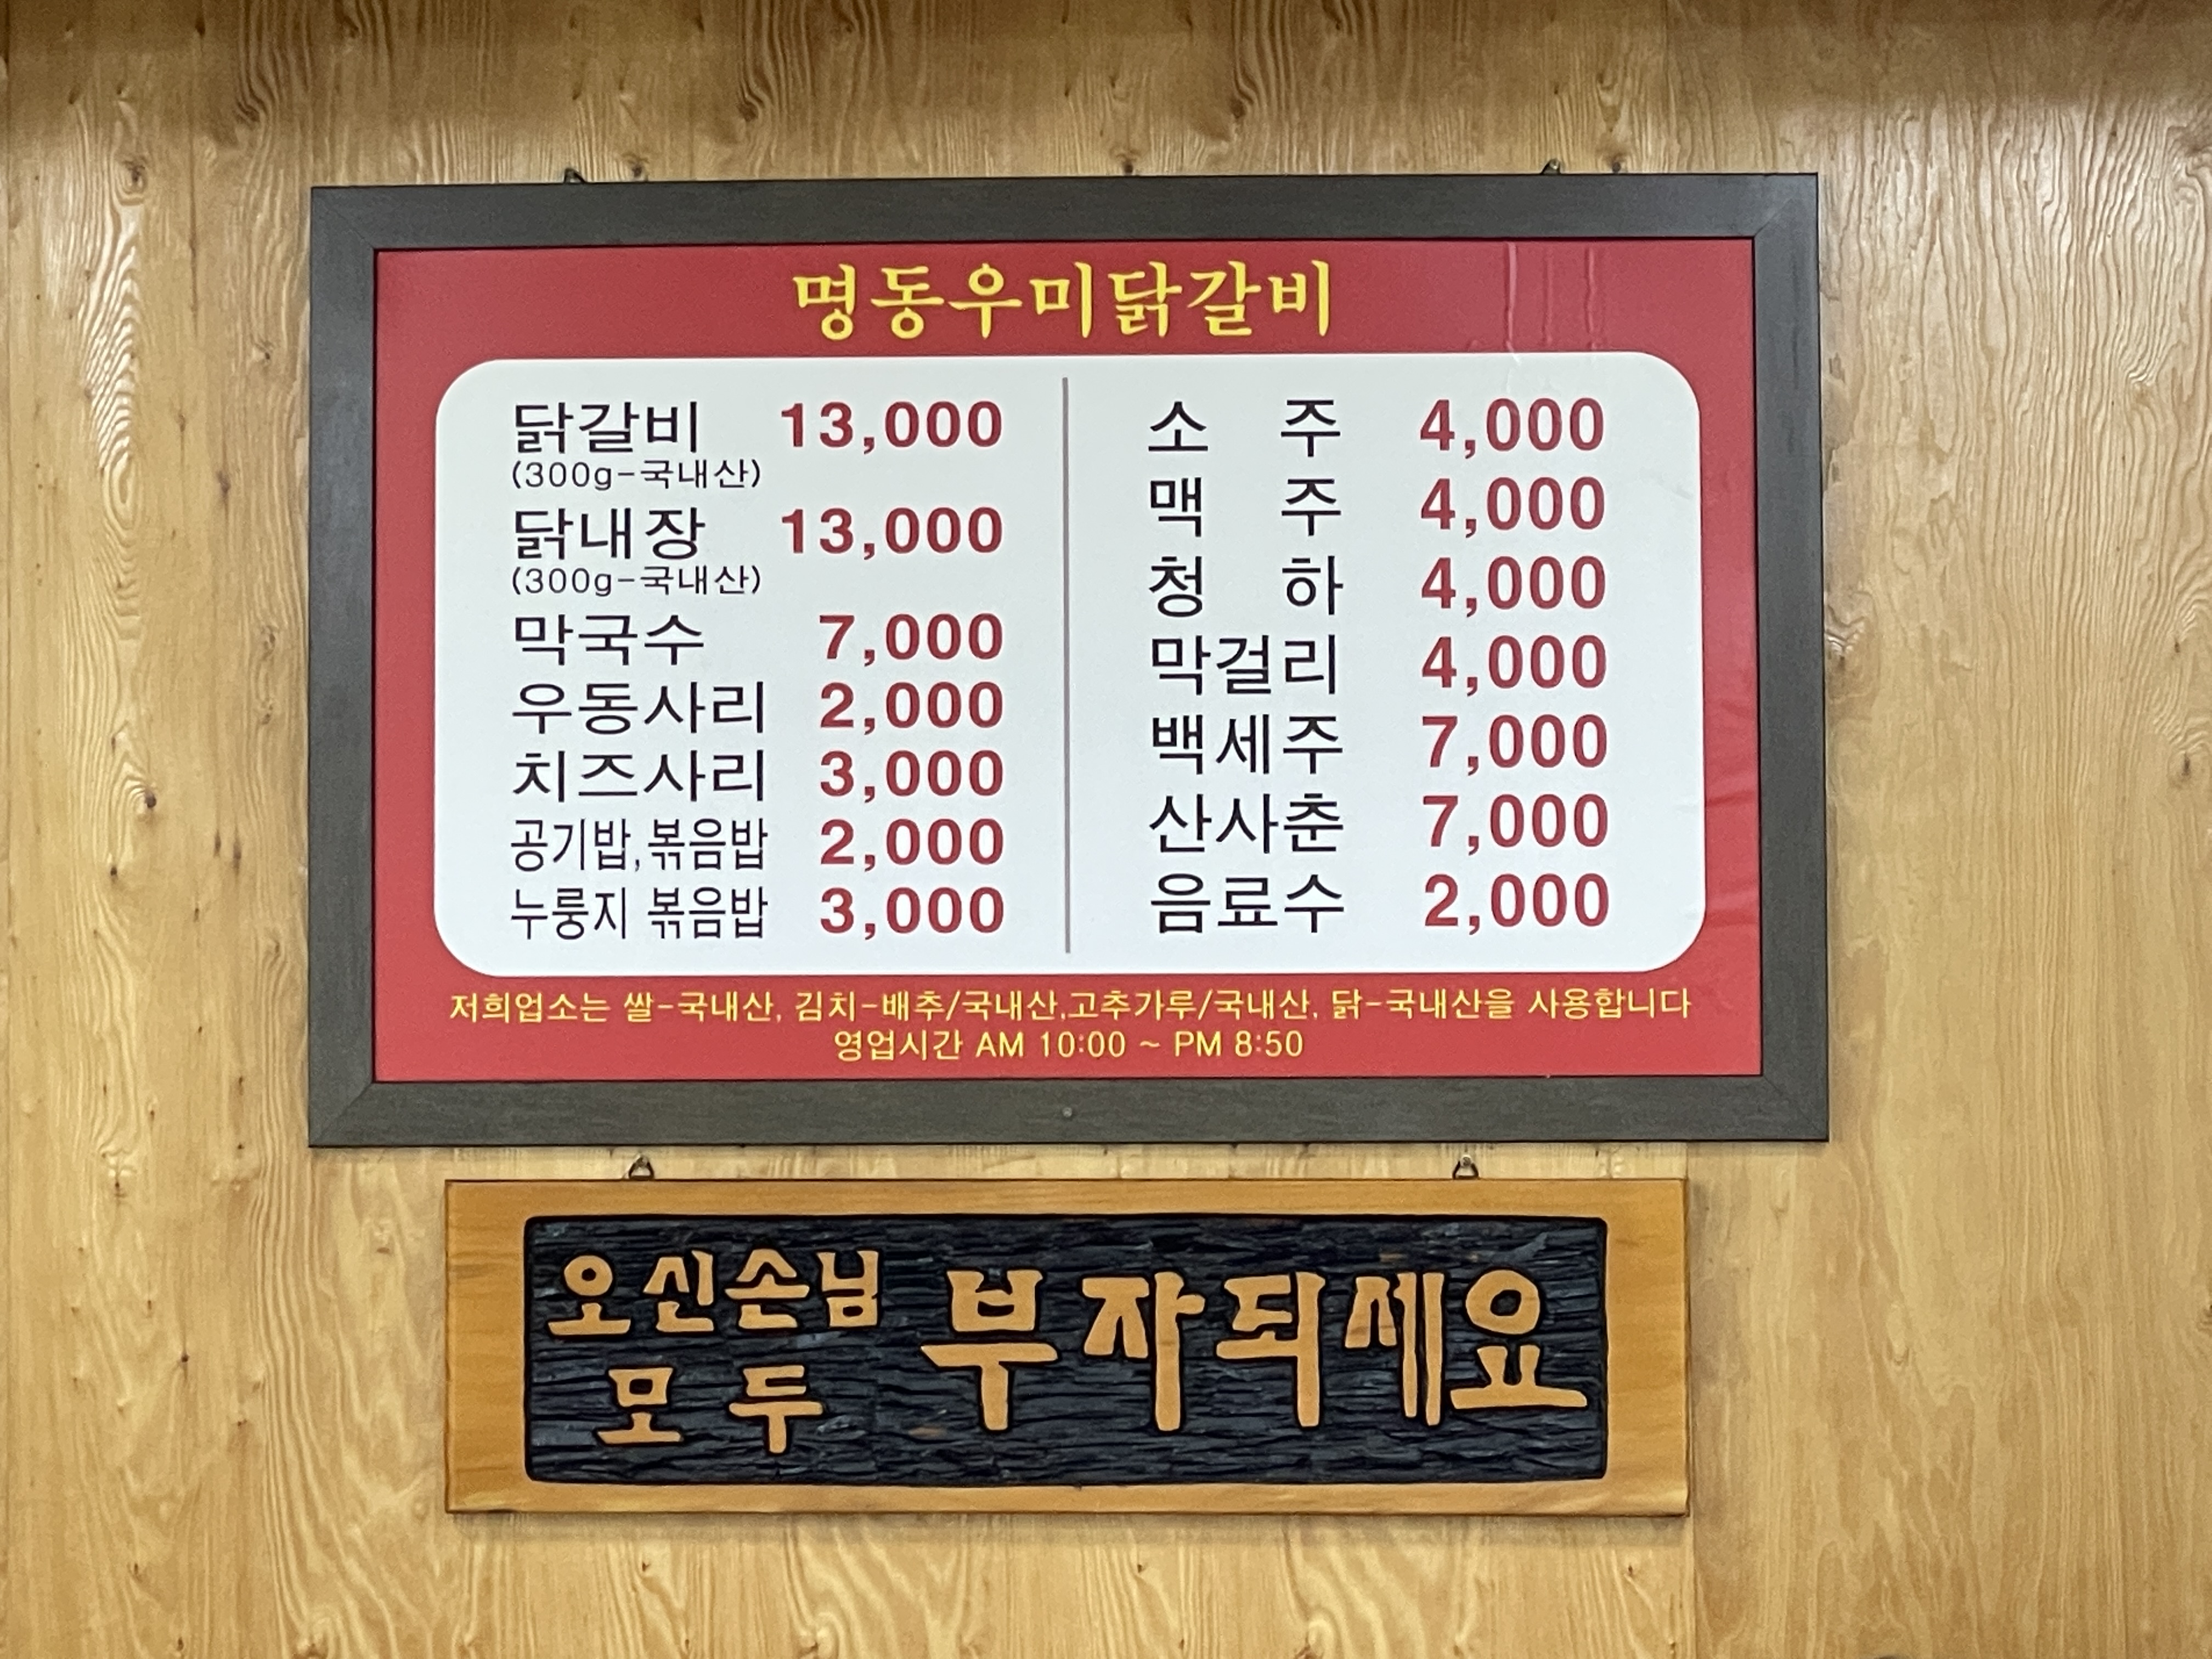 명동우미닭갈비
닭갈비 13,000
(300g-국내산)
닭내장 13,000
(300g-국내산)
막국수 7,000
우동사리 2,000
치즈사리 3,000
공기밥,볶음밥 2,000
누룽지 볶음밥 3,000
소 주 4,000
맥 주 4,000
청 하 4,000
막걸리 4,000
백세주 7,000
산사춘 7,000
음료수 2,000
저희업소는 쌀-국내산, 김치-배추/국내산,고추가루/국내산, 닭-국내산을 사용합니다
영업시간 AM 10:00 ~ PM 8:50
오신손님
모두
부자되세요